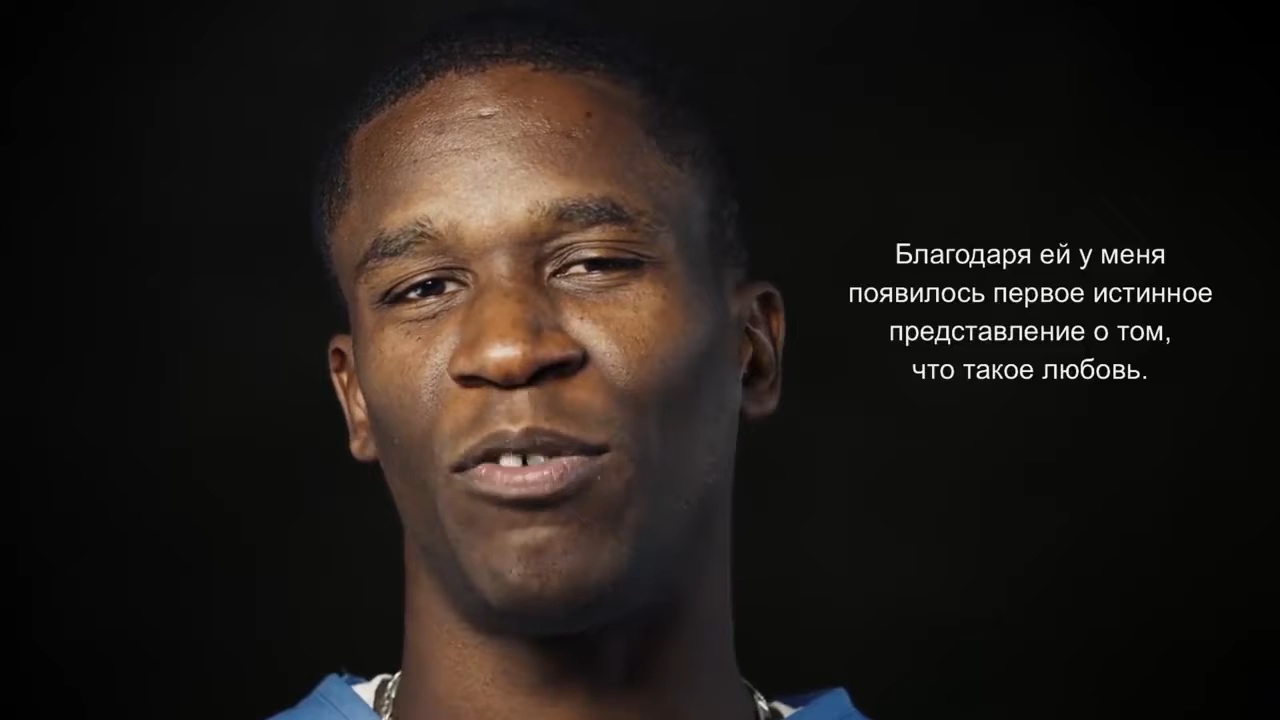 Благодаря ей у меня
появилось первое истинное
представление о том,
что такое любовь.